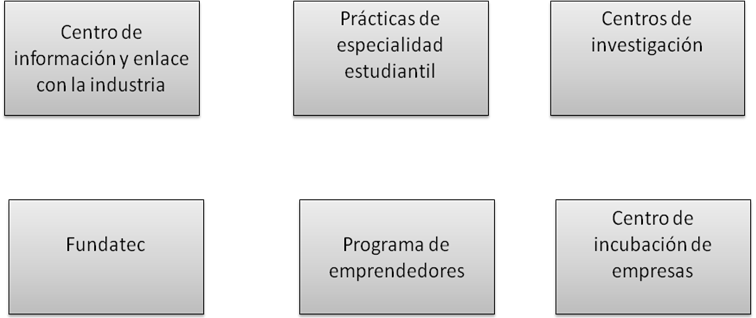 Centro de
información y enlace
con la industria
Prácticas de
especialidad
estudiantil
Centros de
investigación
Fundatec
Programa de
emprendedores
Centro de
incubación de
empresas